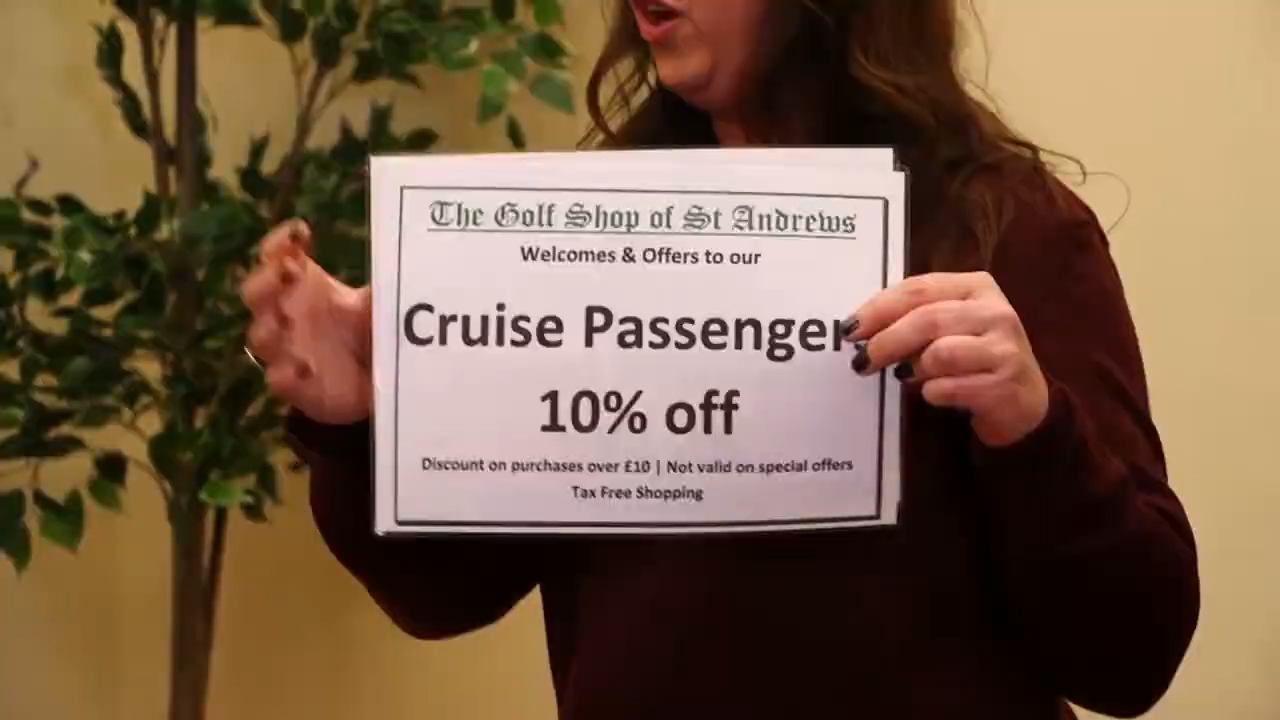 The Golf Shop of St Andrews
Welcomes & Offers to our
Cruise Passenger
10% off
Discount on purchases over £10 | Not valid on special offers
Tax Free Shopping